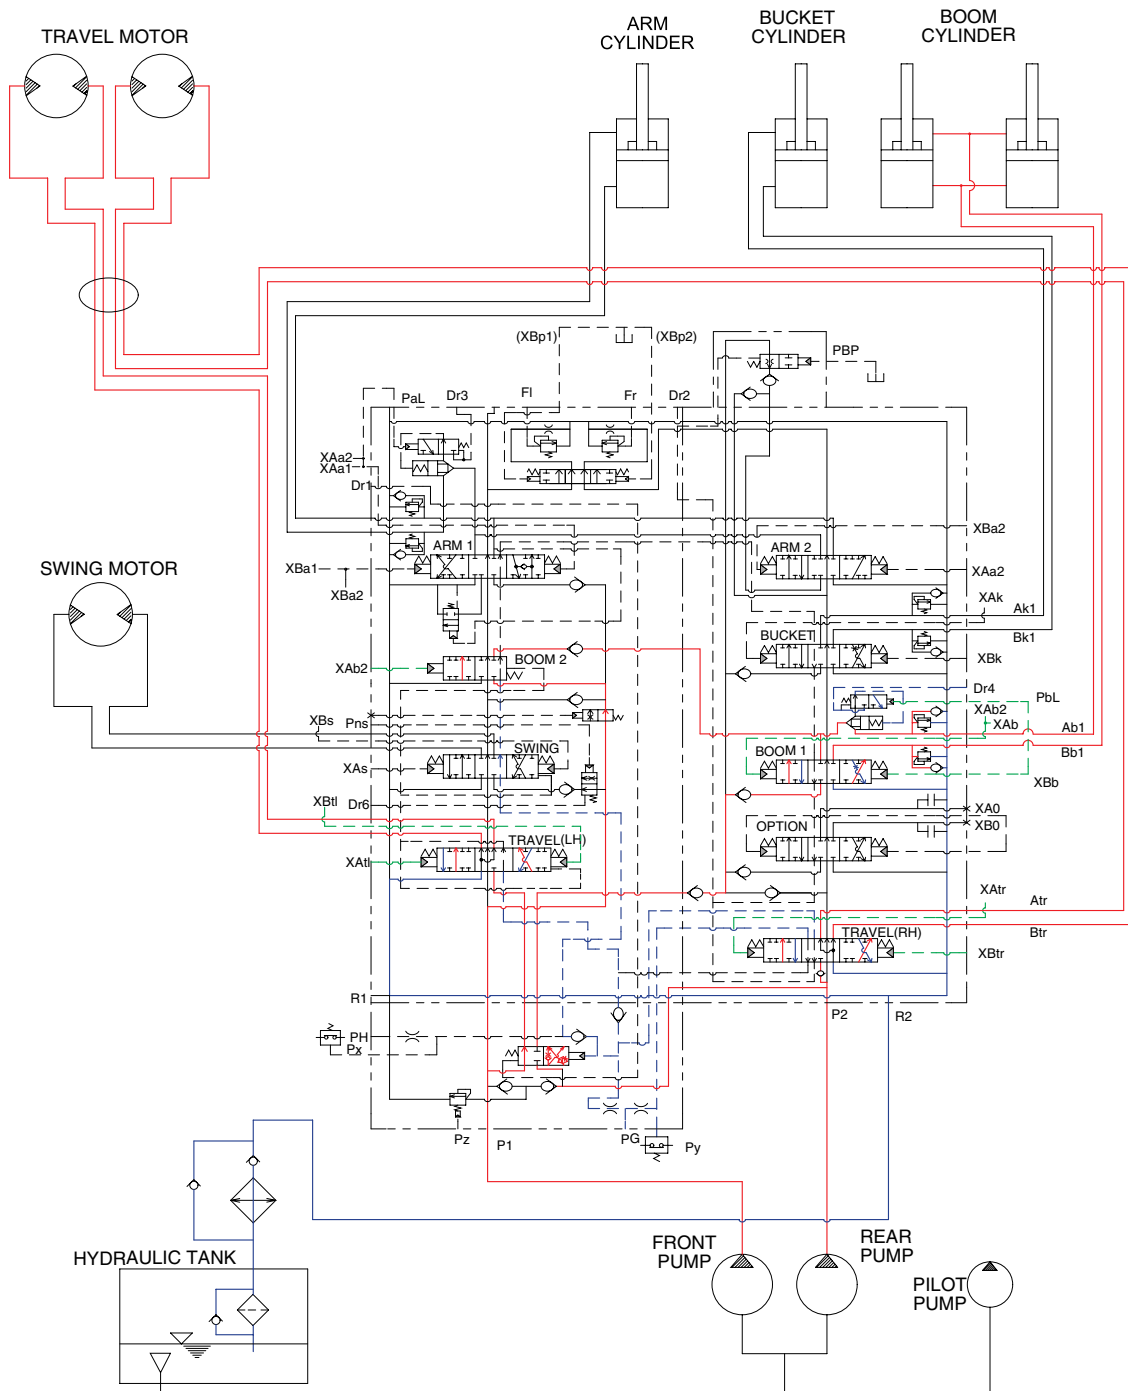 TRAVEL MOTOR
ARM
CYLINDER
BUCKET
CYLINDER
BOOM
CYLINDER
(XBp1)
(XBp2)
PBP
PaL
Dr3
Fl
Fr
Dr2
XAa2
XAa1
Dr1
XBa2
ARM 1
ARM 2
SWING MOTOR
XBa1
XAa2
XBa2
XAk
Ak1
BUCKET
Bk1
XAb2
BOOM 2
XBk
Dr4
PbL
XAb2
XBs
Pns
XAb
Ab1
SWING
BOOM 1
Bb1
XAs
XBb
XBtl
Dr6
XA0
OPTION
XB0
TRAVEL(LH)
XAtl
XAtr
Atr
TRAVEL(RH)
Btr
XBtr
R1
P2
R2
PH
Px
Pz
P1
PG
Py
HYDRAULIC TANK
FRONT
PUMP
REAR
PUMP
PILOT
PUMP